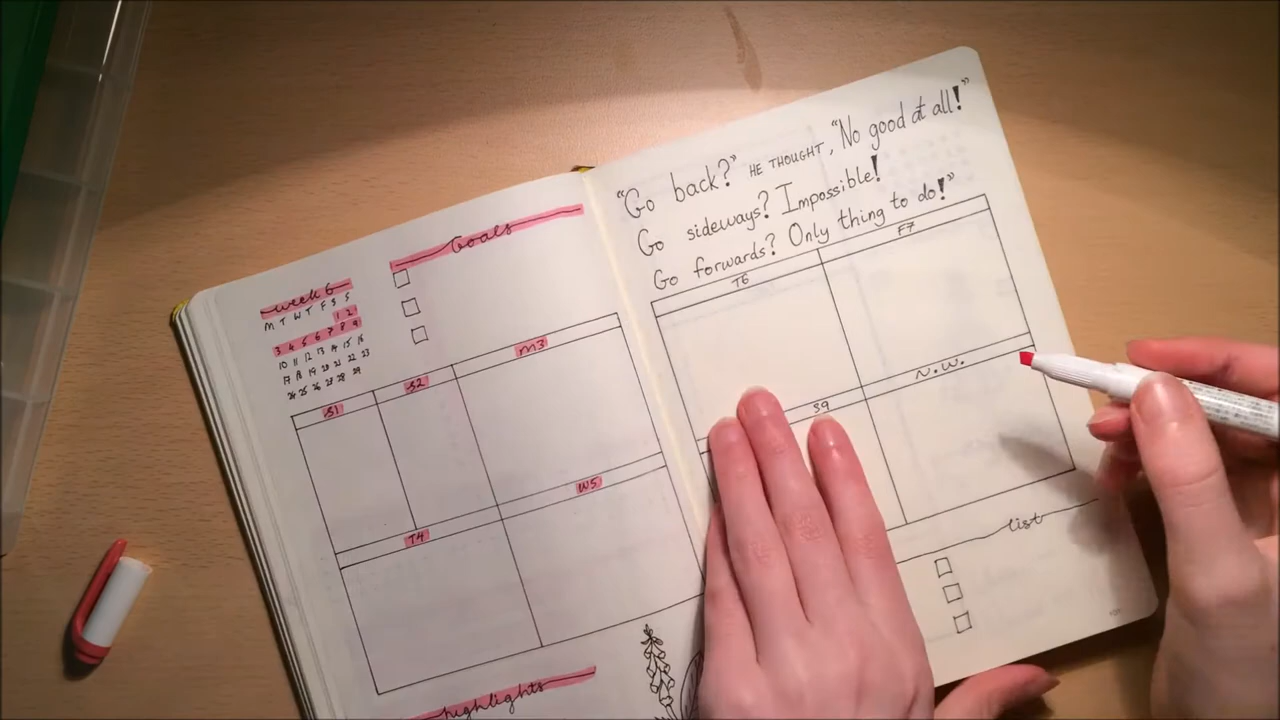 Goals
week 6
M T W T F S S
1 2
3 4 5 6 7 8 9
10 11 12 13 14 15 16
17 18 19 20 21 22 23
24 25 26 27 28 29
S1 S2 M3
T4 W5
highlights
“Go back?” HE THOUGHT, “No good at all!”
Go sideways? Impossible!
Go forwards? Only thing to do!”
T6 F7
S9 N.W.
list